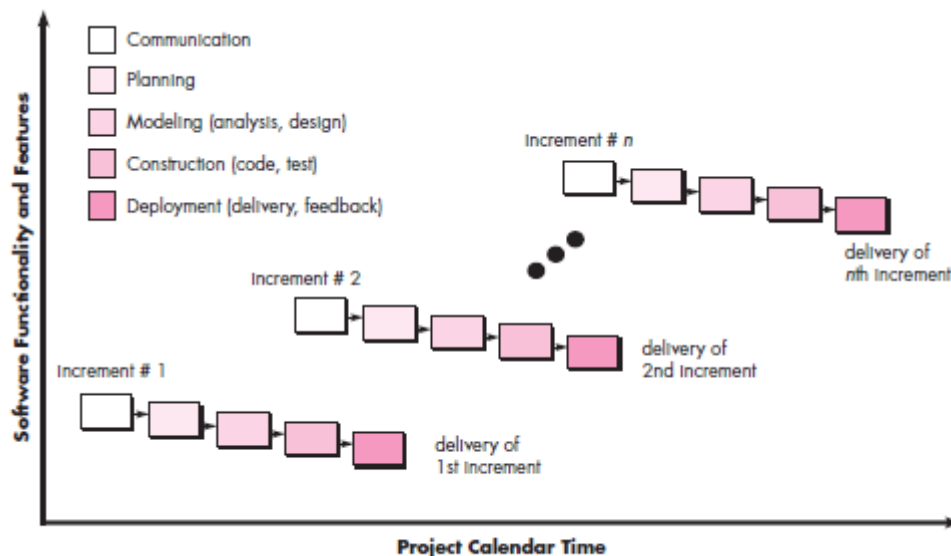 Communication
Planning
Modeling (analysis, design)
Construction (code, test)
Deployment (delivery, feedback)
Increment # n
delivery of
nth Increment
Increment # 2
delivery of
2nd Increment
Increment # 1
delivery of
1st Increment
Software Functionality and Features
Project Calendar Time